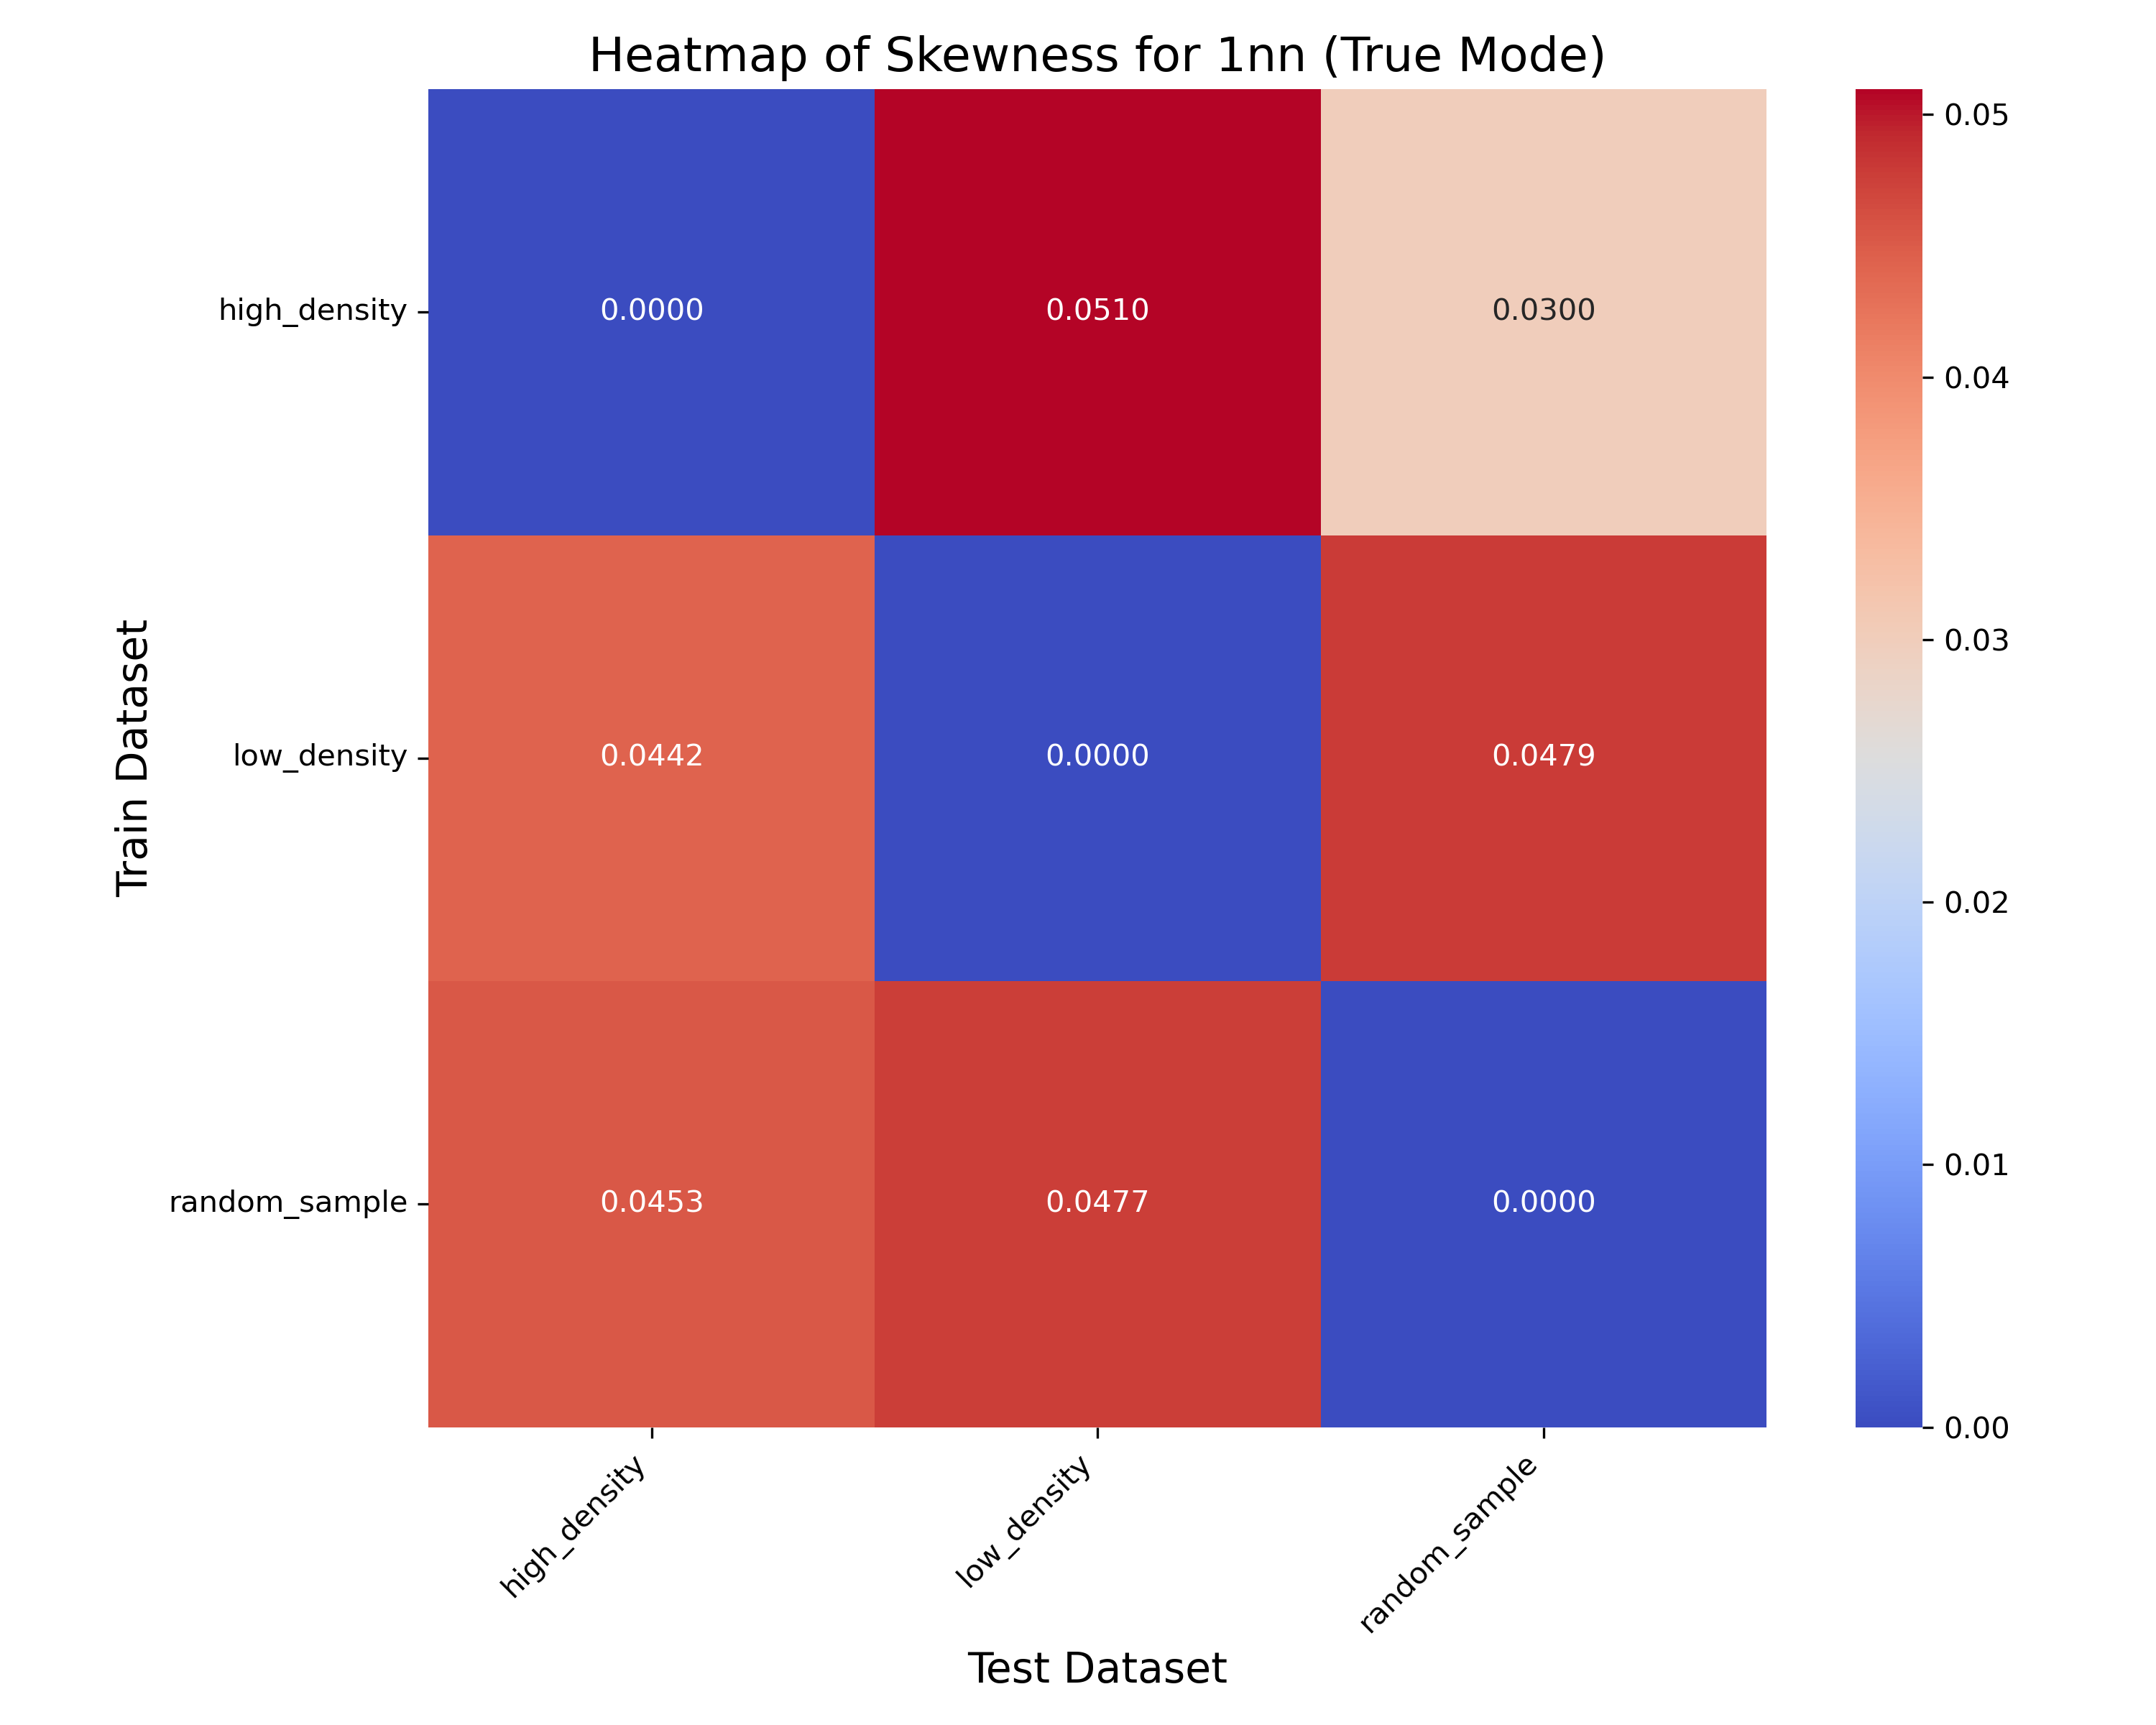 Heatmap of Skewness for 1nn (True Mode)
Train Dataset
high_density
0.0000
0.0510
0.0300
low_density
0.0442
0.0000
0.0479
random_sample
0.0453
0.0477
0.0000
high_density
low_density
random_sample
Test Dataset
0.05
0.04
0.03
0.02
0.01
0.00